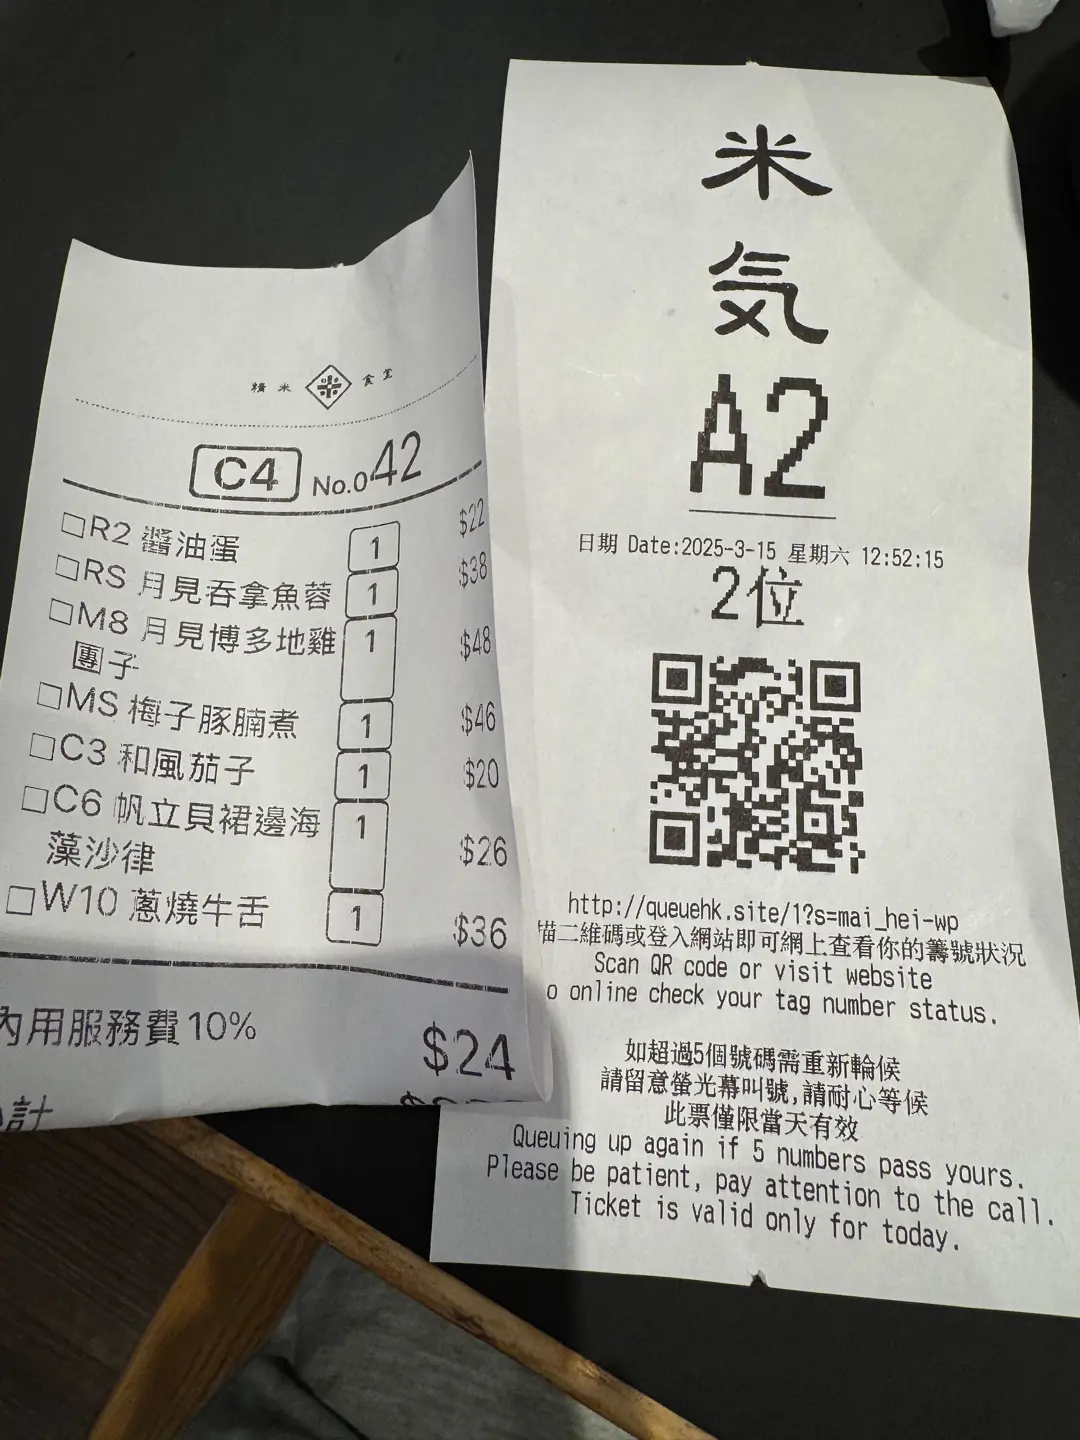 精米 米 食堂
C4 No.042
□R2 醬油蛋 1 $22
□RS 月見吞拿魚蓉 1 $38
□M8 月見博多地雞 1 $48
團子
□MS 梅子豚腩煮 1 $46
□C3 和風茄子 1 $20
□C6 帆立貝裙邊海 1 $26
藻沙律
□W10 蔥燒牛舌 1 $36
內用服務費10% $24
計
米
気
A2
日期 Date:2025-3-15 星期六 12:52:15
2位
http://queuehk.site/1?s=mai_hei-wp
描二維碼或登入網站即可網上查看你的籌號狀況
Scan QR code or visit website
o online check your tag number status.
如超過5個號碼需重新輪候
請留意螢光幕叫號,請耐心等候
此票僅限當天有效
Queuing up again if 5 numbers pass yours.
Please be patient, pay attention to the call.
Ticket is valid only for today.